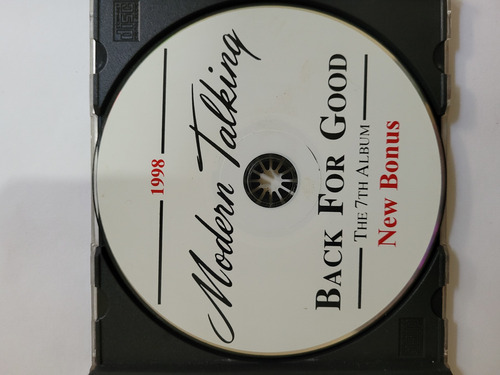 1998
Modern Talking
BACK FOR GOOD
THE 7TH ALBUM
New Bonus